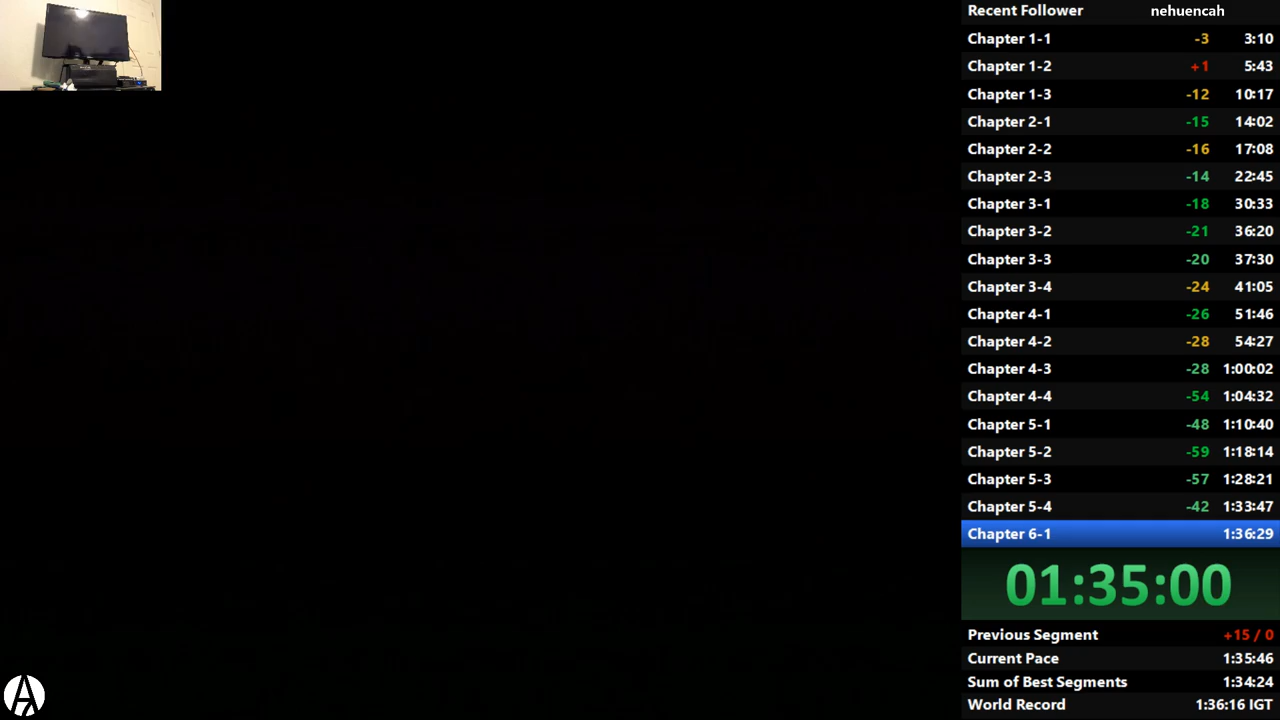 Recent Follower nehuencah
Chapter 1-1 -3 3:10
Chapter 1-2 +1 5:43
Chapter 1-3 -12 10:17
Chapter 2-1 -15 14:02
Chapter 2-2 -16 17:08
Chapter 2-3 -14 22:45
Chapter 3-1 -18 30:33
Chapter 3-2 -21 36:20
Chapter 3-3 -20 37:30
Chapter 3-4 -24 41:05
Chapter 4-1 -26 51:46
Chapter 4-2 -28 54:27
Chapter 4-3 -28 1:00:02
Chapter 4-4 -54 1:04:32
Chapter 5-1 -48 1:10:40
Chapter 5-2 -59 1:18:14
Chapter 5-3 -57 1:28:21
Chapter 5-4 -42 1:33:47
Chapter 6-1 1:36:29
01:35:00
Previous Segment +15 / 0
Current Pace 1:35:46
Sum of Best Segments 1:34:24
World Record 1:36:16 IGT